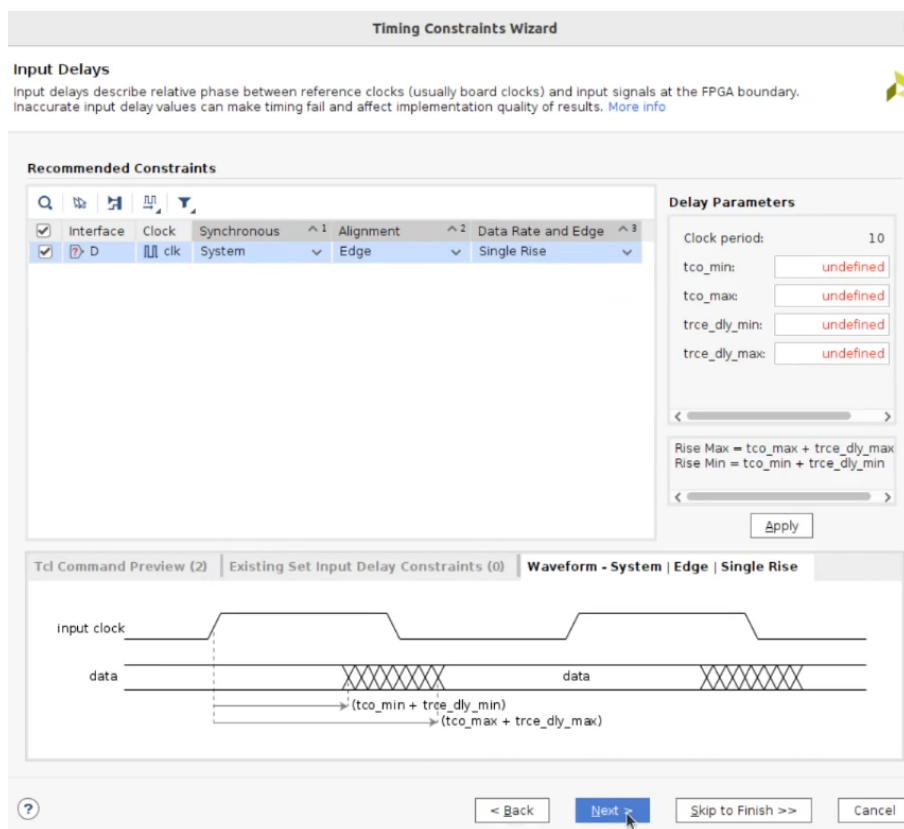 Timing Constraints Wizard
Input Delays
Input delays describe relative phase between reference clocks (usually board clocks) and input signals at the FPGA boundary.
Inaccurate input delay values can make timing fail and affect implementation quality of results. More info
Recommended Constraints
Interface Clock Synchronous 1 Alignment 2 Data Rate and Edge 3
D clk System Edge Single Rise
Delay Parameters
Clock period: 10
tco_min: undefined
tco_max: undefined
trce_dly_min: undefined
trce_dly_max: undefined
Rise Max = tco_max + trce_dly_max
Rise Min = tco_min + trce_dly_min
Apply
Tcl Command Preview (2) Existing Set Input Delay Constraints (0) Waveform - System | Edge | Single Rise
input clock
data data
(tco_min + trce_dly_min)
(tco_max + trce_dly_max)
? < Back Next > Skip to Finish >> Cancel